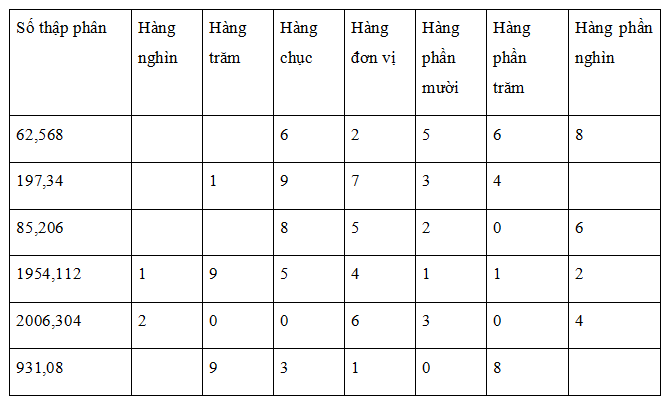 Số thập phân Hàng nghìn Hàng trăm Hàng chục Hàng đơn vị Hàng phần mười Hàng phần trăm Hàng phần nghìn
62,568 6 2 5 6 8
197,34 1 9 7 3 4
85,206 8 5 2 0 6
1954,112 1 9 5 4 1 1 2
2006,304 2 0 0 6 3 0 4
931,08 9 3 1 0 8